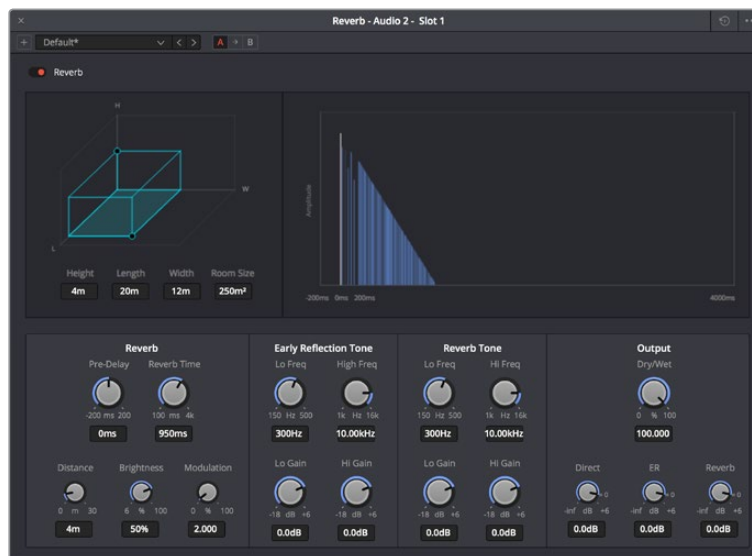 Reverb - Audio 2 - Slot 1
Default*
A B
Reverb
H
W
L
Height Length Width Room Size
4m 20m 12m 250m²
Amplitude
-200ms 0ms 200ms 4000ms
Reverb
Pre-Delay Reverb Time
-200 ms 200 100 ms 4k
0ms 950ms
Distance Brightness Modulation
0 m 30 6 % 100 0 % 100
4m 50% 2.000
Early Reflection Tone
Lo Freq High Freq
150 Hz 500 1k Hz 16k
300Hz 10.00kHz
Lo Gain Hi Gain
-18 dB +6 -18 dB +6
0.0dB 0.0dB
Reverb Tone
Lo Freq Hi Freq
150 Hz 500 1k Hz 16k
300Hz 10.00kHz
Lo Gain Hi Gain
-18 dB +6 -18 dB +6
0.0dB 0.0dB
Output
Dry/Wet
0 % 100
100.000
Direct ER Reverb
0 0 0
-inf dB +6 -inf dB +6 -inf dB +6
0.0dB 0.0dB 0.0dB